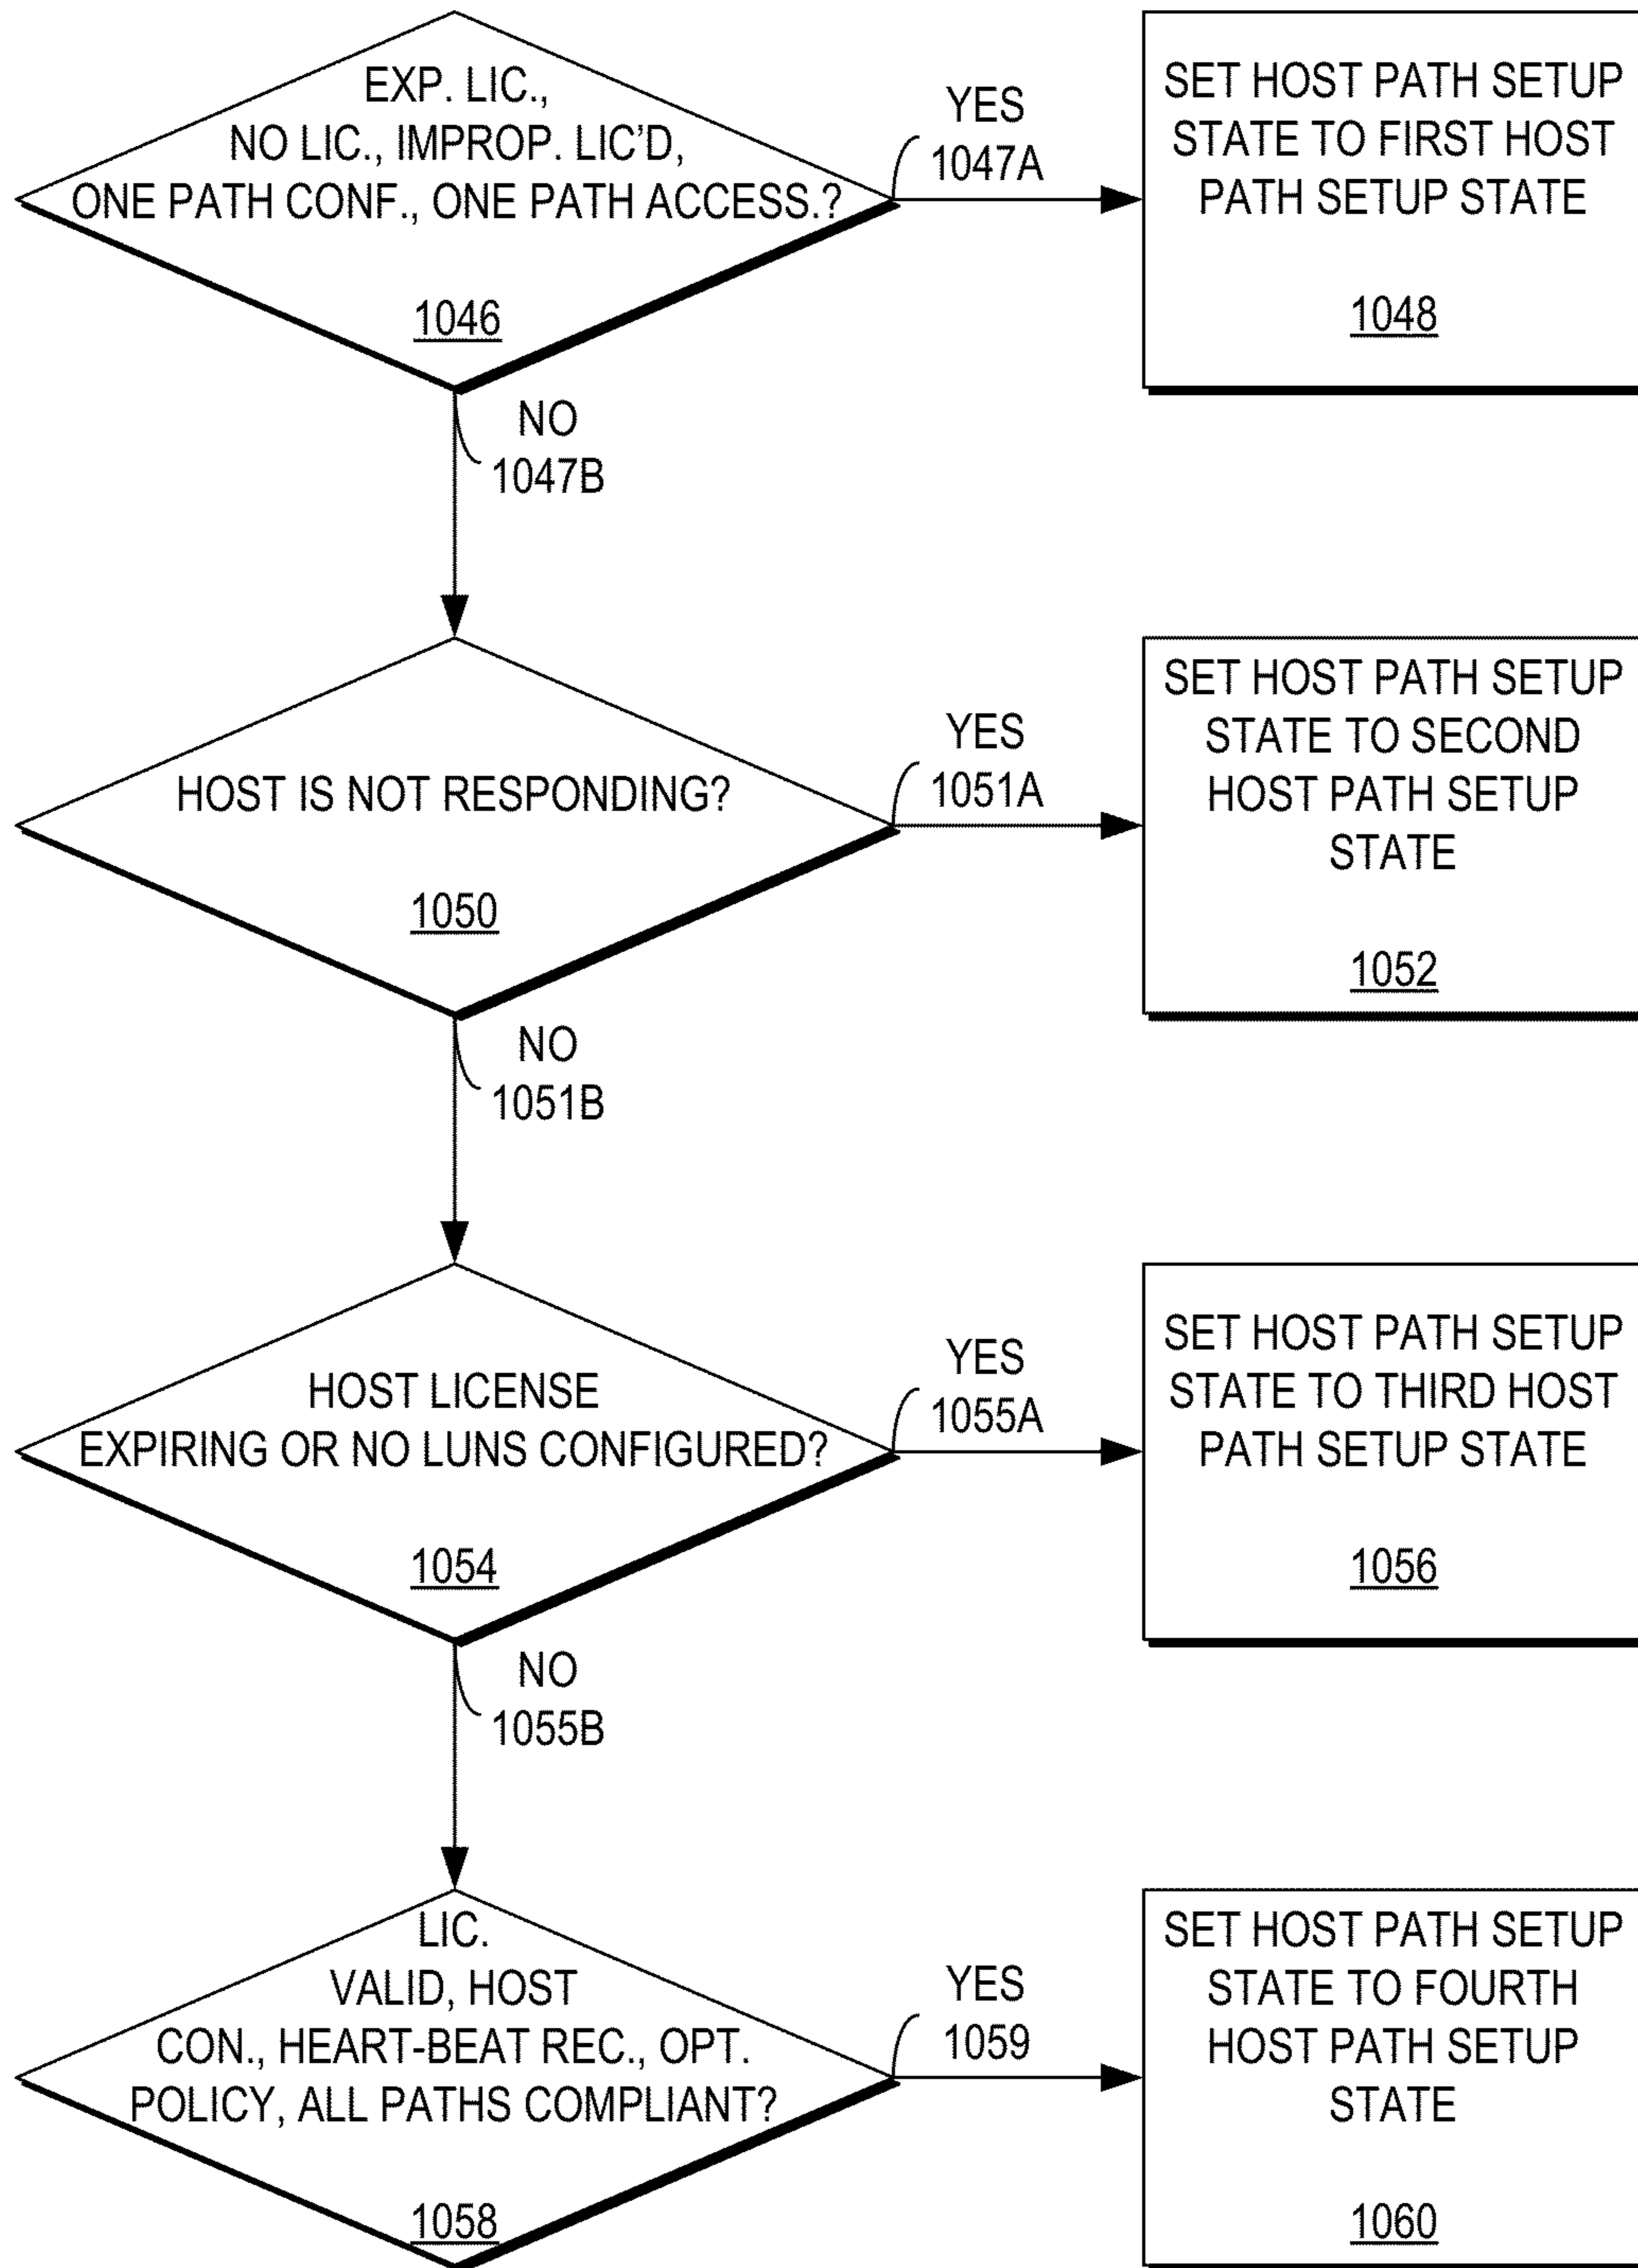 EXP. LIC.,
NO LIC., IMPROP. LIC'D,
ONE PATH CONF., ONE PATH ACCESS.?
1046
YES
1047A
SET HOST PATH SETUP
STATE TO FIRST HOST
PATH SETUP STATE
1048
NO
1047B
HOST IS NOT RESPONDING?
1050
YES
1051A
SET HOST PATH SETUP
STATE TO SECOND
HOST PATH SETUP
STATE
1052
NO
1051B
HOST LICENSE
EXPIRING OR NO LUNS CONFIGURED?
1054
YES
1055A
SET HOST PATH SETUP
STATE TO THIRD HOST
PATH SETUP STATE
1056
NO
1055B
LIC.
VALID, HOST
CON., HEART-BEAT REC., OPT.
POLICY, ALL PATHS COMPLIANT?
1058
YES
1059
SET HOST PATH SETUP
STATE TO FOURTH
HOST PATH SETUP
STATE
1060